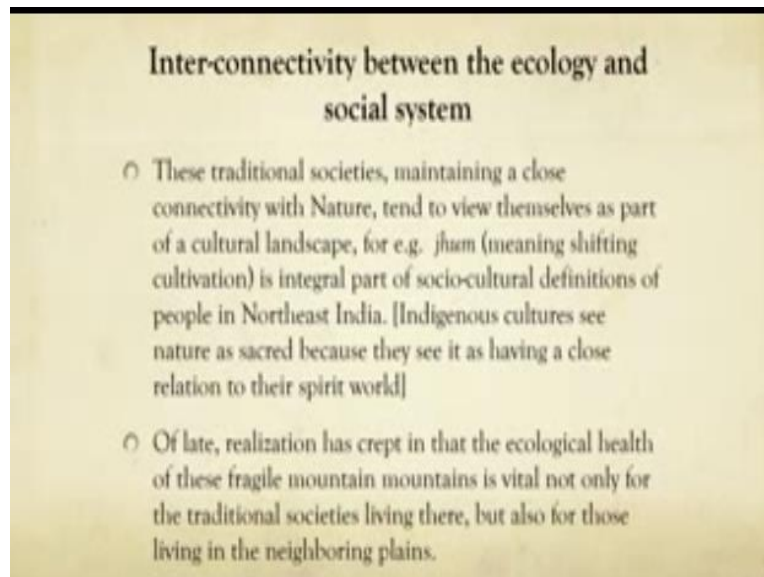 Inter-connectivity between the ecology and
social system
These traditional societies, maintaining a close
connectivity with Nature, tend to view themselves as part
of a cultural landscape, for e.g. jhum (meaning shifting
cultivation) is integral part of socio-cultural definitions of
people in Northeast India. [Indigenous cultures see
nature as sacred because they see it as having a close
relation to their spirit world]
Of late, realization has crept in that the ecological health
of these fragile mountain mountains is vital not only for
the traditional societies living there, but also for those
living in the neighboring plains.